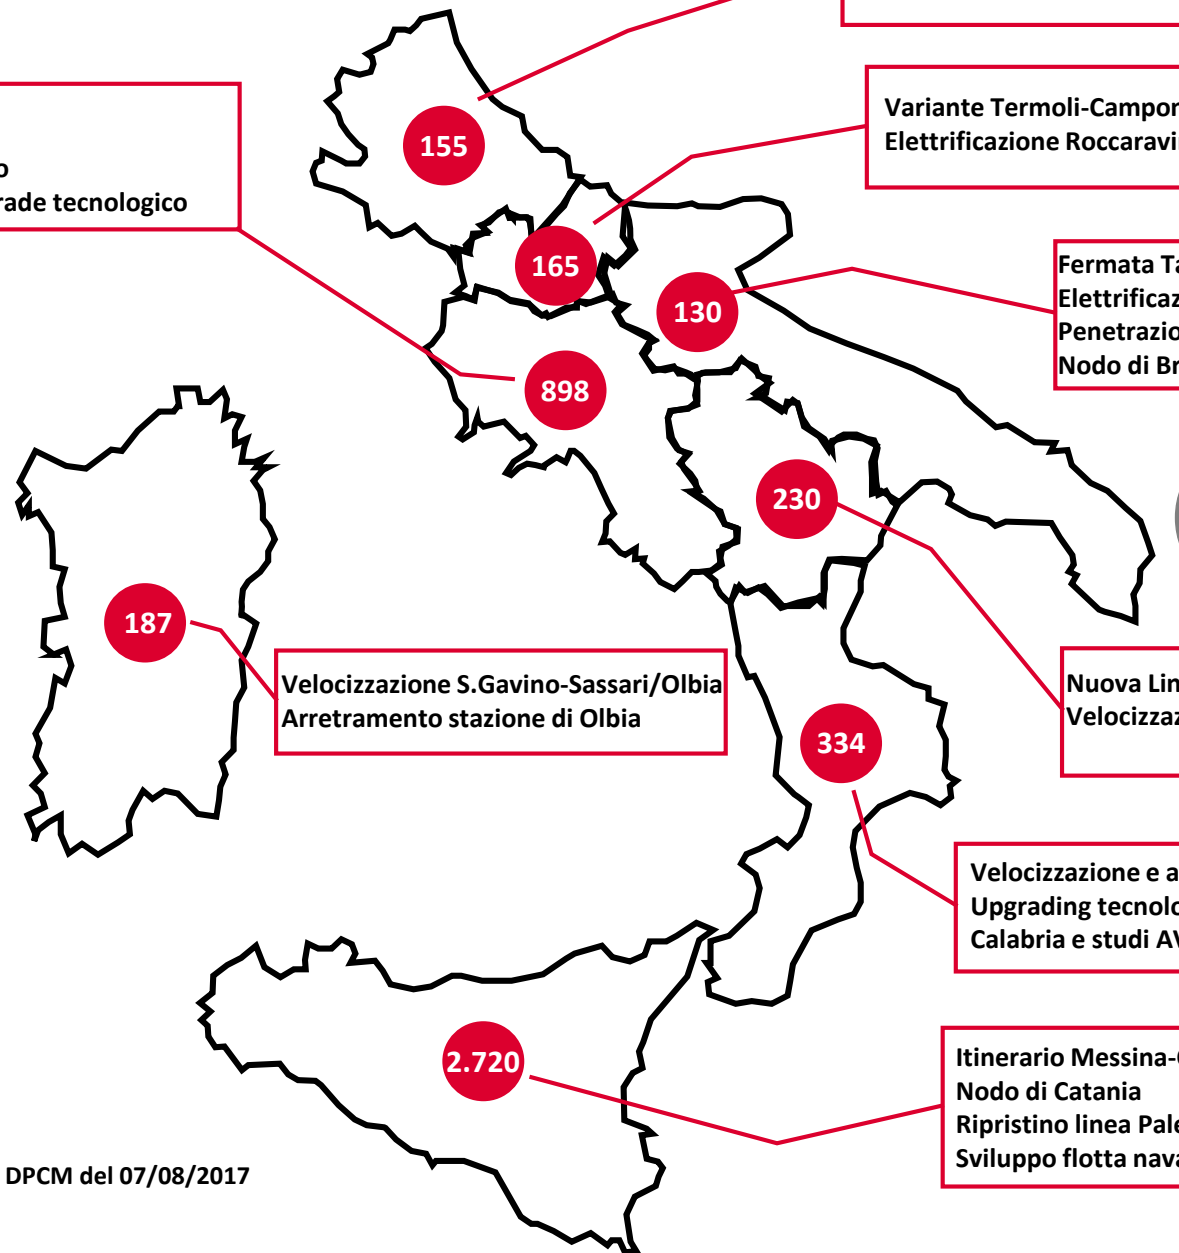 155
Variante Termoli-Campor
Elettrificazione Roccaravi
o
rade tecnologico
165
130
Fermata Ta
Elettrificaz
Penetrazio
Nodo di Br
898
230
187
Velocizzazione S.Gavino-Sassari/Olbia
Arretramento stazione di Olbia
Nuova Lin
Velocizzaz
334
Velocizzazione e a
Upgrading tecnolo
Calabria e studi AV
2.720
Itinerario Messina-C
Nodo di Catania
Ripristino linea Pale
Sviluppo flotta nava
DPCM del 07/08/2017